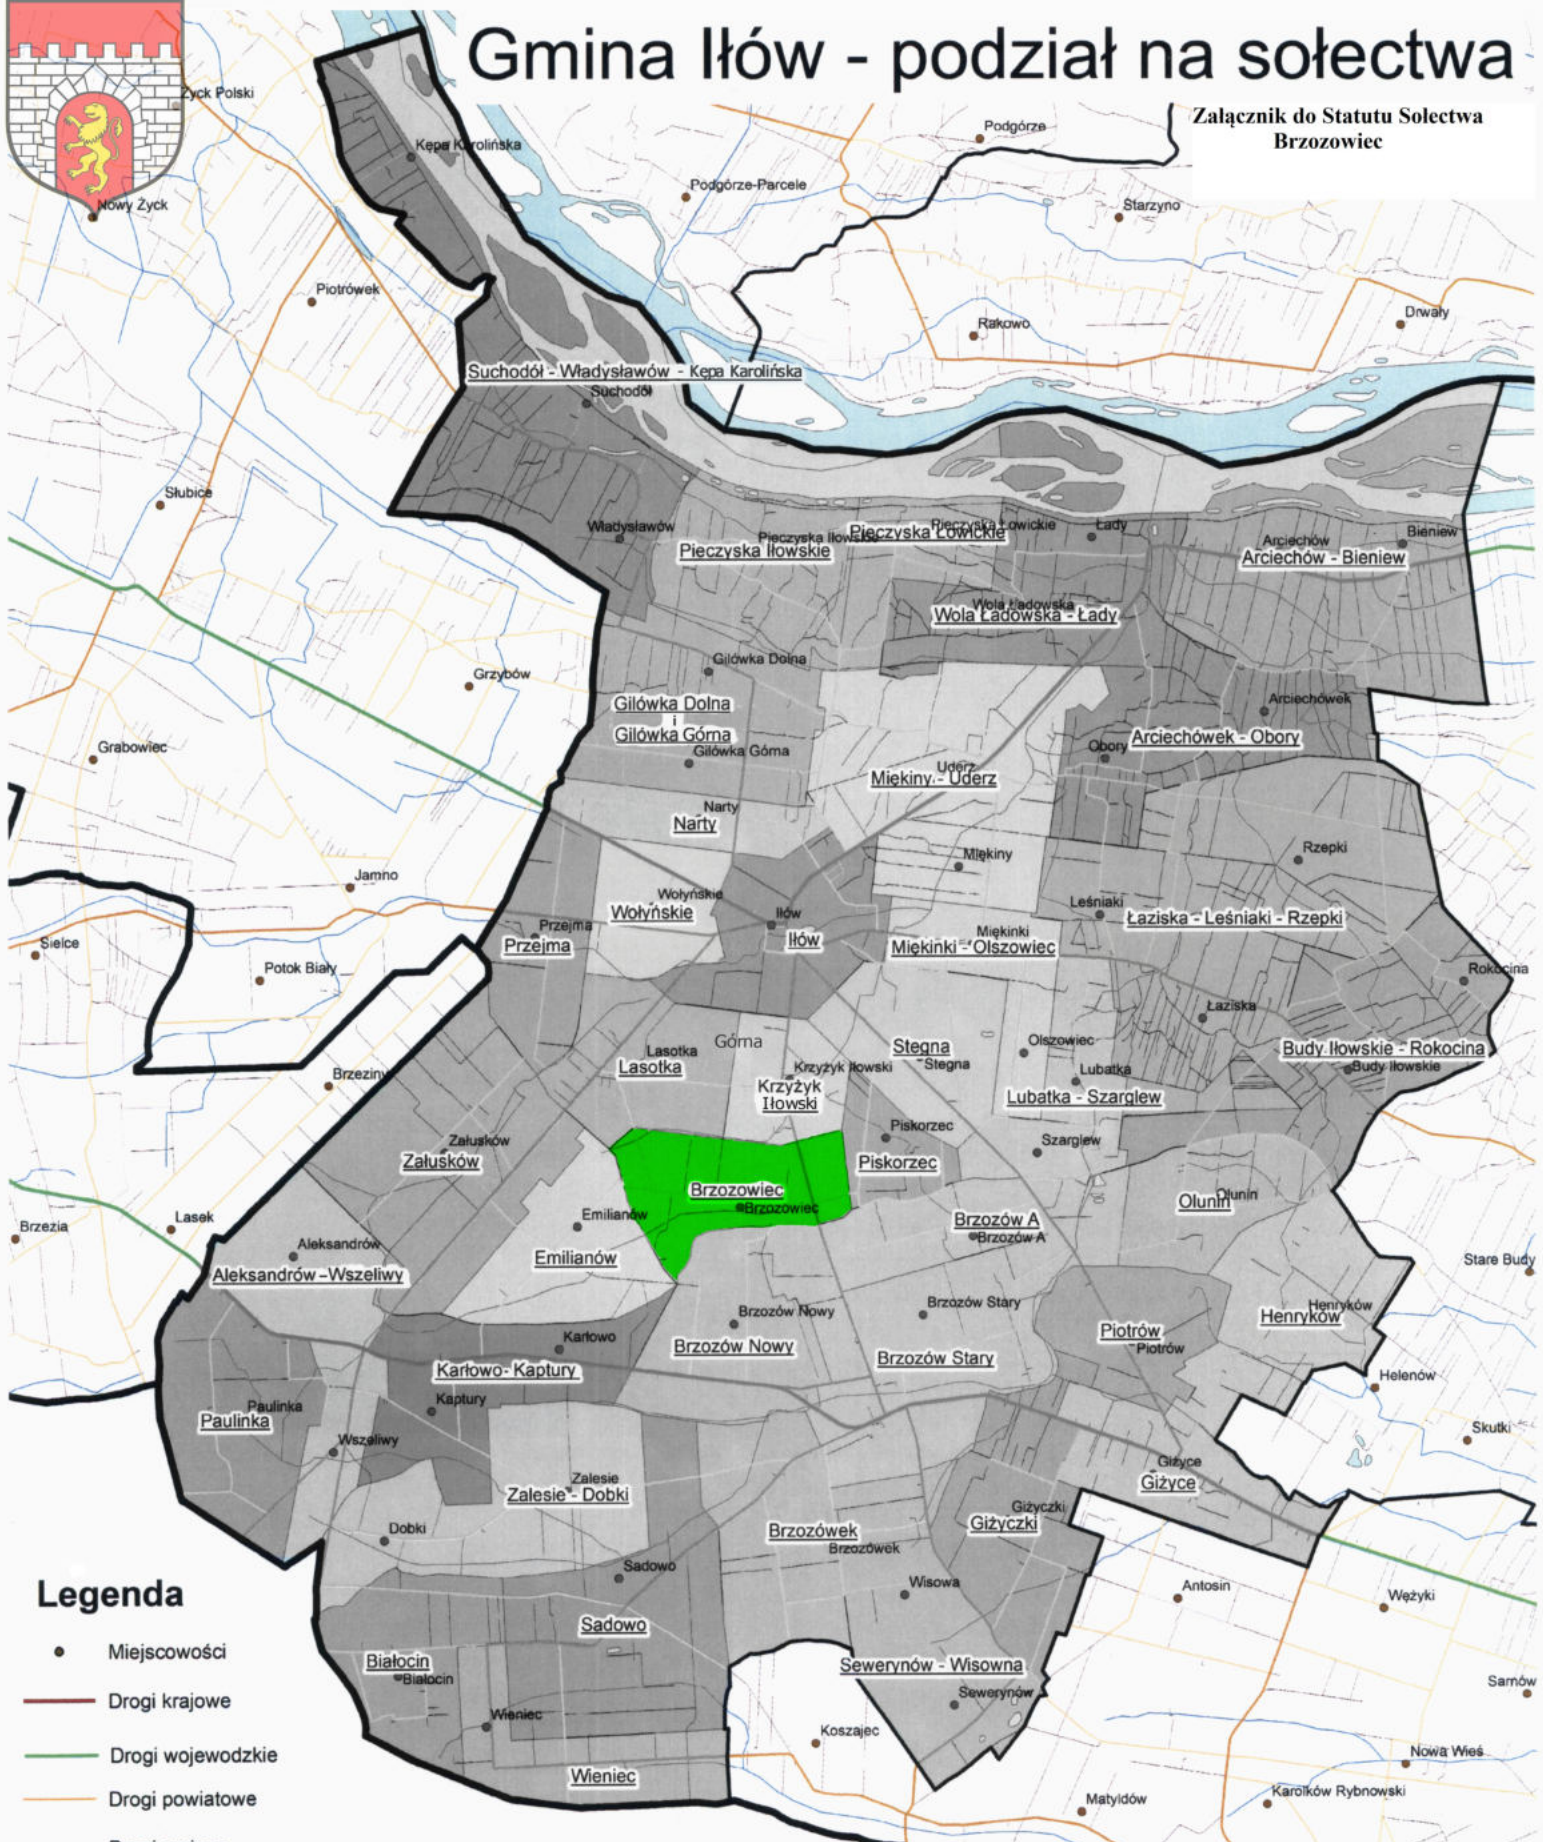 Gmina Iłów - podział na sołectwa
Załącznik do Statutu Sołectwa
Brzozowiec
Życk Polski
Nowy Życk
Kępa Karolińska
Podgórze
Podgórze-Parcele
Starzyno
Piotrówek
Rakowo
Drwały
Suchodół - Władysławów - Kępa Karolińska
Suchodół
Słubice
Władysławów
Pieczyska Iłowskie
Pieczyska Iłowskie
Pieczyska Łowickie
Pieczyska Łowickie
Łady
Arciechów
Bieniew
Arciechów - Bieniew
Wola Ładowska
Wola Ładowska - Łady
Gilówka Dolna
Grzybów
Gilówka Dolna
i
Gilówka Górna
Gilówka Górna
Arciechówek
Obory
Arciechówek - Obory
Grabowiec
Uderz
Miękiny - Uderz
Narty
Narty
Miękiny
Rzepki
Jamno
Wołyńskie
Wołyńskie
Iłów
Iłów
Leśniaki
Łaziska - Leśniaki - Rzepki
Przejma
Przejma
Miękinki
Miękinki - Olszowiec
Sielce
Potok Biały
Rokocina
Łaziska
Górna
Lasotka
Lasotka
Stegna
Stegna
Olszowiec
Budy Iłowskie - Rokocina
Budy Iłowskie
Krzyżyk Iłowski
Krzyżyk
Iłowski
Brzeziny
Lubatka
Lubatka - Szarglew
Załusków
Załusków
Piskorzec
Piskorzec
Szarglew
Brzozowiec
Brzozowiec
Olunin
Olunin
Brzezia
Lasek
Emilianów
Emilianów
Brzozów A
Brzozów A
Aleksandrów
Aleksandrów - Wszeliwy
Stare Budy
Brzozów Nowy
Brzozów Nowy
Brzozów Stary
Brzozów Stary
Henryków
Henryków
Piotrów
Piotrów
Karłowo
Karłowo - Kaptury
Helenów
Kaptury
Paulinka
Paulinka
Skutki
Wszeliwy
Giżyce
Giżyce
Zalesie
Zalesie - Dobki
Giżyczki
Giżyczki
Dobki
Brzozówek
Brzozówek
Sadowo
Wisowa
Antosin
Wężyki
Sadowo
Białocin
Białocin
Sewerynów - Wisowna
Sewerynów
Sarnów
Wieniec
Koszajec
Nowa Wieś
Wieniec
Matyldów
Karolków Rybnowski
Legenda
Miejscowości
Drogi krajowe
Drogi wojewodzkie
Drogi powiatowe